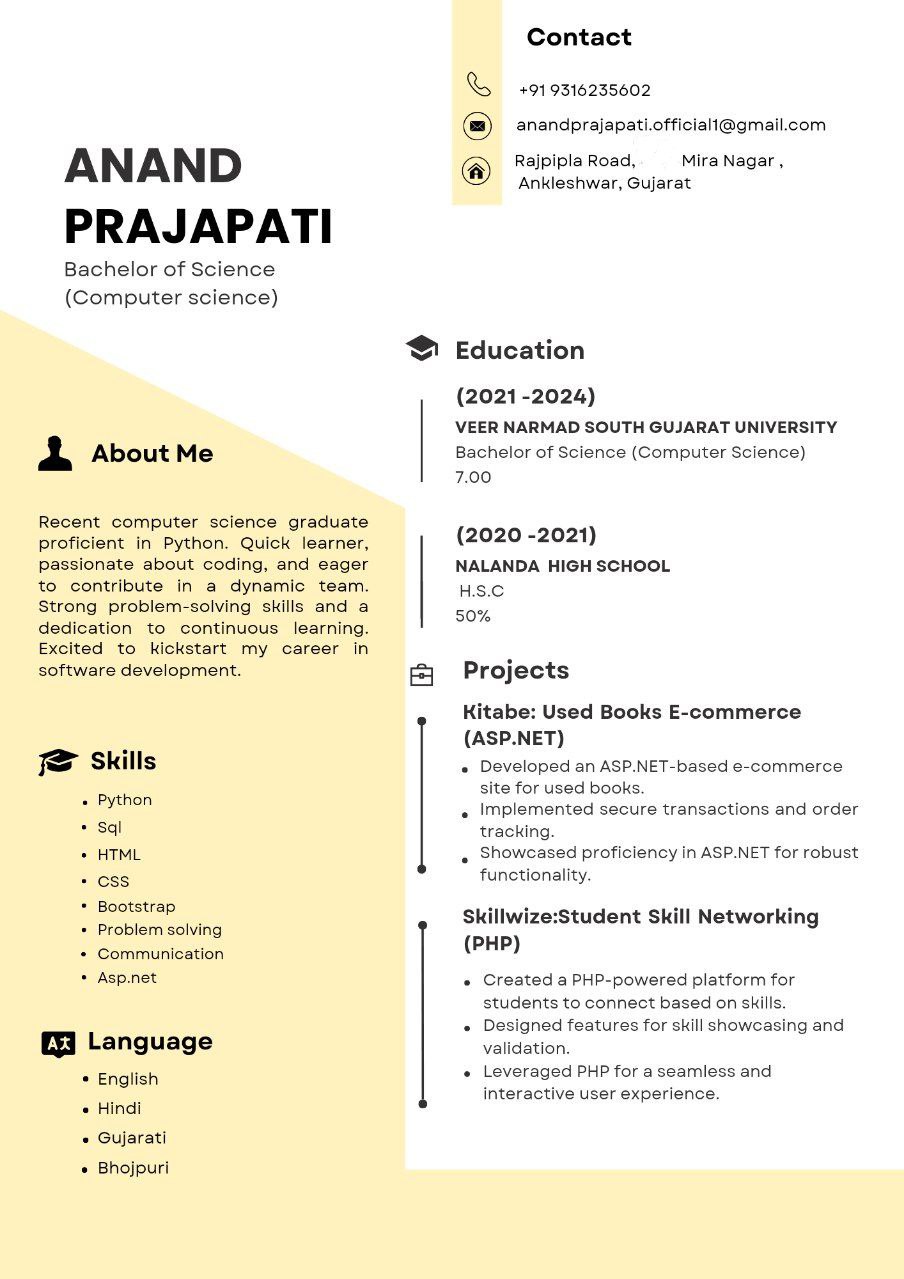 Contact
+91 9316235602
anandprajapati.official1@gmail.com
Rajpipla Road, Mira Nagar ,
Ankleshwar, Gujarat
ANAND
PRAJAPATI
Bachelor of Science
(Computer science)
About Me
Recent computer science graduate
proficient in Python. Quick learner,
passionate about coding, and eager
to contribute in a dynamic team.
Strong problem-solving skills and a
dedication to continuous learning.
Excited to kickstart my career in
software development.
Skills
• Python
• Sql
• HTML
• CSS
• Bootstrap
• Problem solving
• Communication
• Asp.net
Language
• English
• Hindi
• Gujarati
• Bhojpuri
Education
(2021 -2024)
VEER NARMAD SOUTH GUJARAT UNIVERSITY
Bachelor of Science (Computer Science)
7.00
(2020 -2021)
NALANDA HIGH SCHOOL
H.S.C
50%
Projects
Kitabe: Used Books E-commerce
(ASP.NET)
• Developed an ASP.NET-based e-commerce
site for used books.
• Implemented secure transactions and order
tracking.
• Showcased proficiency in ASP.NET for robust
functionality.
Skillwize:Student Skill Networking
(PHP)
• Created a PHP-powered platform for
students to connect based on skills.
• Designed features for skill showcasing and
validation.
• Leveraged PHP for a seamless and
interactive user experience.